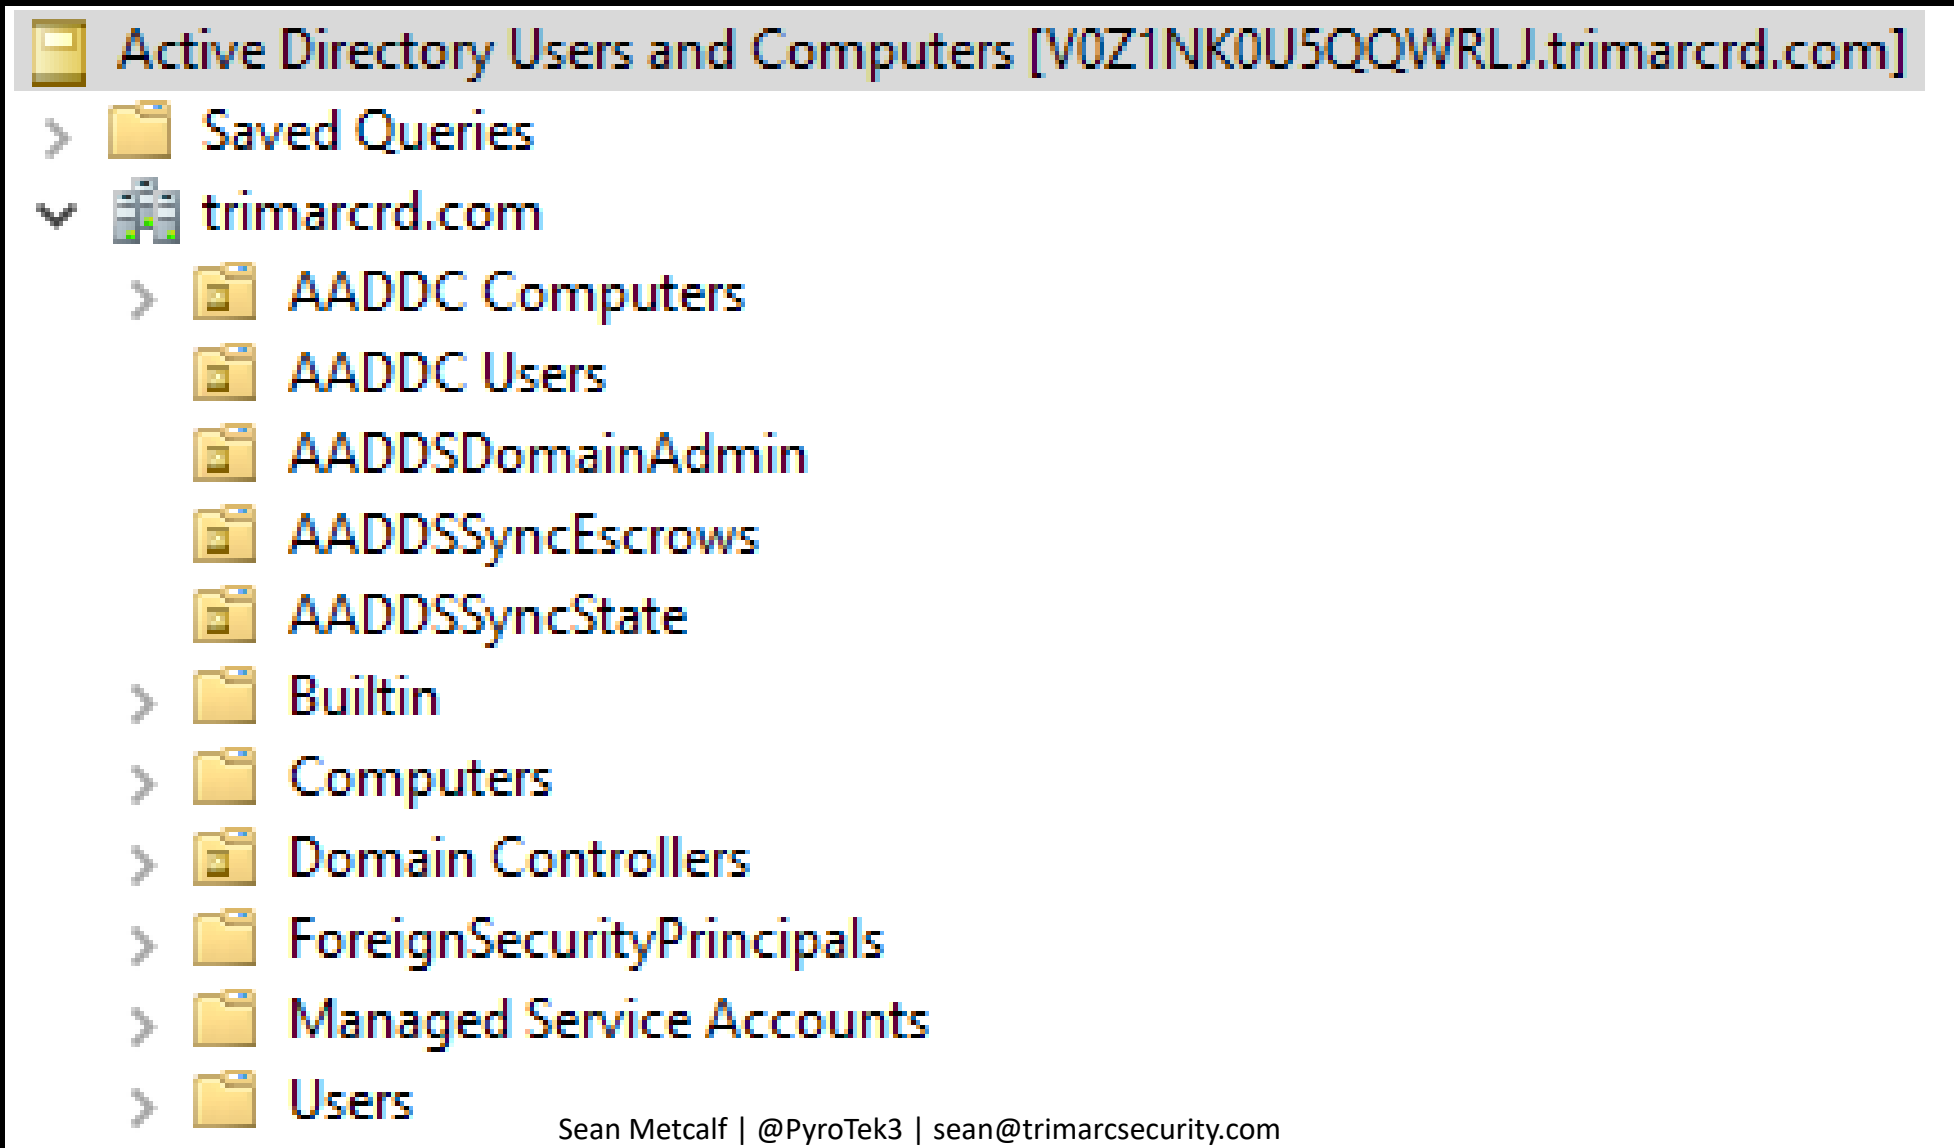 Active Directory Users and Computers [V0Z1NK0U5QQWRLJ.trimarcrd.com]
Saved Queries
trimarcrd.com
AADDC Computers
AADDC Users
AADDSDomainAdmin
AADDSSyncEscrows
AADDSSyncState
Builtin
Computers
Domain Controllers
ForeignSecurityPrincipals
Managed Service Accounts
Users
Sean Metcalf | @PyroTek3 | sean@trimarcsecurity.com